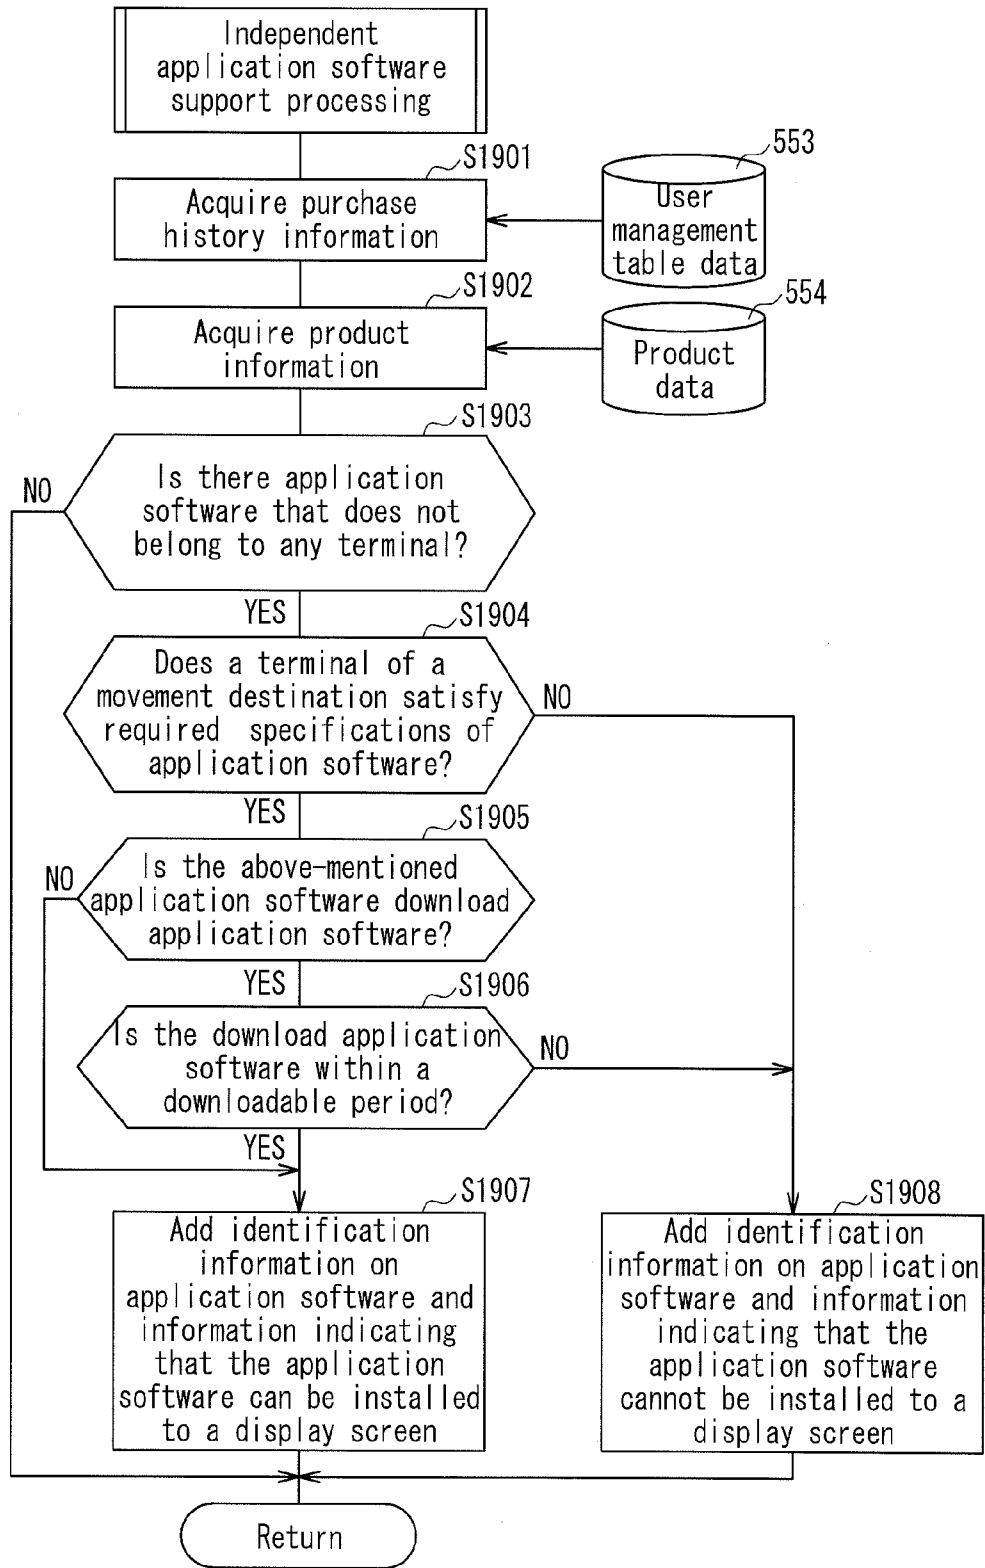 Independent
application software
support processing
S1901
553
Acquire purchase
history information
User
management
table data
S1902
554
Acquire product
information
Product
data
S1903
NO
Is there application
software that does not
belong to any terminal?
YES
S1904
Does a terminal of a
movement destination satisfy
required specifications of
application software?
NO
YES
S1905
NO
Is the above-mentioned
application software download
application software?
YES
S1906
Is the download application
software within a
downloadable period?
NO
YES
S1907
S1908
Add identification
information on
application software and
information indicating
that the application
software can be installed
to a display screen
Add identification
information on application
software and information
indicating that the
application software
cannot be installed to a
display screen
Return